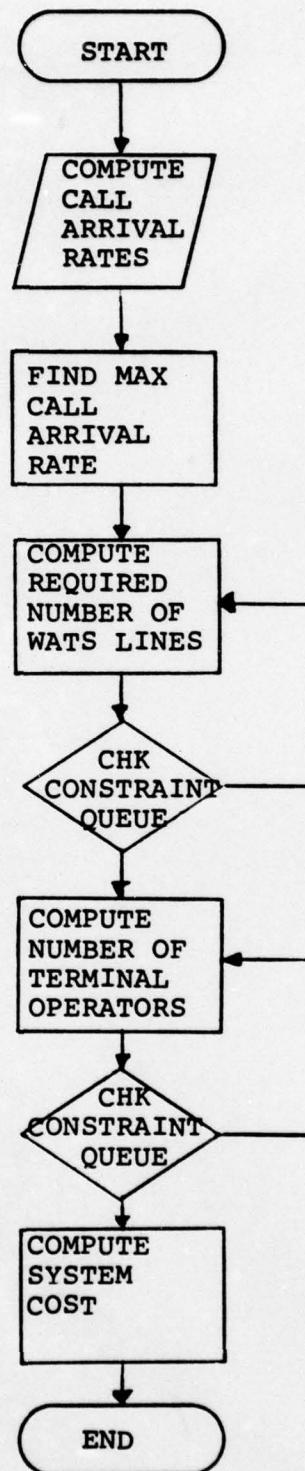 START
COMPUTE
CALL
ARRIVAL
RATES
FIND MAX
CALL
ARRIVAL
RATE
COMPUTE
REQUIRED
NUMBER OF
WATS LINES
CHK
CONSTRAINT
QUEUE
COMPUTE
NUMBER OF
TERMINAL
OPERATORS
CHK
CONSTRAINT
QUEUE
COMPUTE
SYSTEM
COST
END